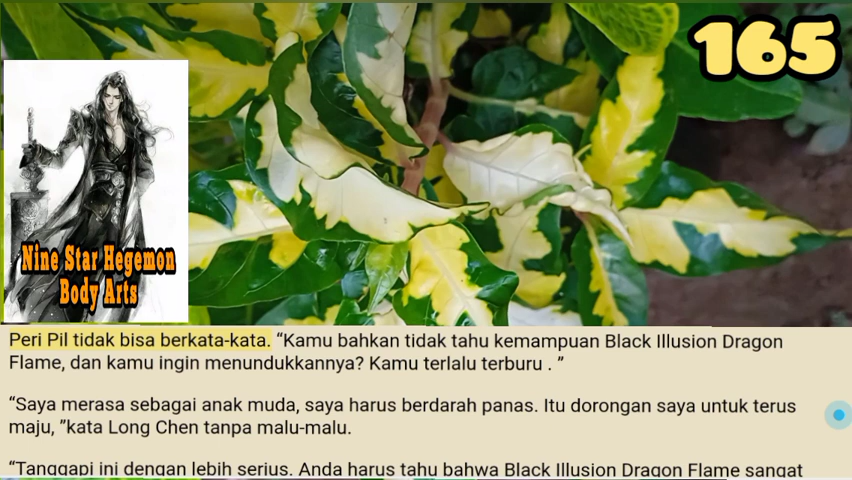 165
Nine Star Hegemon
Body Arts
Peri Pil tidak bisa berkata-kata. “Kamu bahkan tidak tahu kemampuan Black Illusion Dragon
Flame, dan kamu ingin menundukkannya? Kamu terlalu terburu . ”
“Saya merasa sebagai anak muda, saya harus berdarah panas. Itu dorongan saya untuk terus
maju, ”kata Long Chen tanpa malu-malu.
“Tanggapi ini dengan lebih serius. Anda harus tahu bahwa Black Illusion Dragon Flame sangat